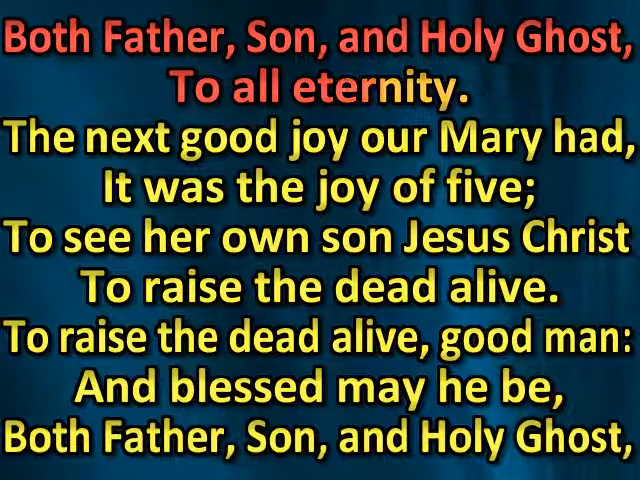 Both Father, Son, and Holy Ghost,
To all eternity.
The next good joy our Mary had,
It was the joy of five;
To see her own son Jesus Christ
To raise the dead alive.
To raise the dead alive, good man:
And blessed may he be,
Both Father, Son, and Holy Ghost,